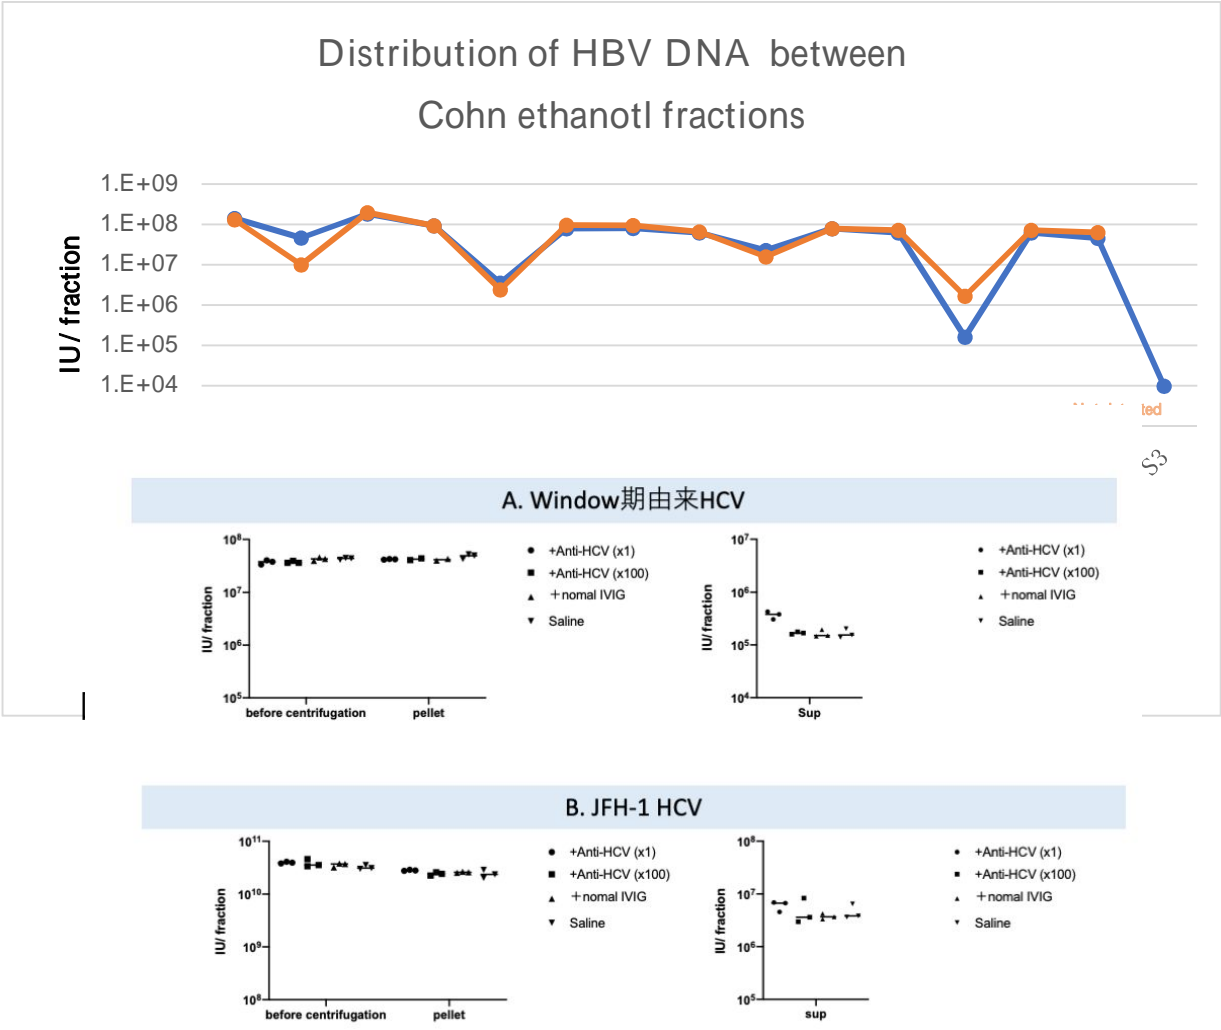 Distribution of HBV DNA between
Cohn ethanotl fractions
1.E+09
1.E+08
1.E+07
1.E+06
1.E+05
1.E+04
IU/ fraction
ted
S3
A. Window期由来HCV
10⁸
10⁷
10⁶
10⁵
IU/ fraction
before centrifugation
pellet
+Anti-HCV (x1)
+Anti-HCV (x100)
＋nomal IVIG
Saline
10⁷
10⁶
10⁵
10⁴
IU/ fraction
Sup
+Anti-HCV (x1)
+Anti-HCV (x100)
＋nomal IVIG
Saline
B. JFH-1 HCV
10¹¹
10¹⁰
10⁹
10⁸
IU/ fraction
before centrifugation
pellet
+Anti-HCV (x1)
+Anti-HCV (x100)
＋nomal IVIG
Saline
10⁸
10⁷
10⁶
10⁵
IU/ fraction
sup
+Anti-HCV (x1)
+Anti-HCV (x100)
＋nomal IVIG
Saline